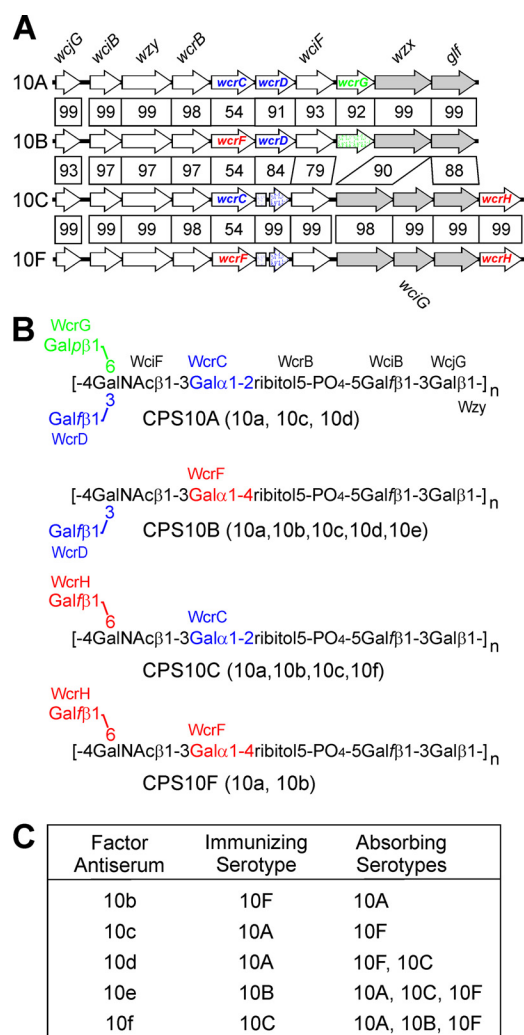 A
wcjG wciB wzy wcrB wciF wzx glf
10A wcrC wcrD wcrG
99 99 99 98 54 91 93 92 99 99
10B wcrF wcrD
93 97 97 97 54 84 79 90 88
10C wcrC wcrH
99 99 99 98 54 99 99 98 99 99 99
10F wcrF wcrH
wciG
B
WcrG
Galpβ1
6
WciF WcrC WcrB WciB WcjG
[-4GalNAcβ1-3Galα1-2ribitol5-PO4-5Galfβ1-3Galβ1-]n
3 Wzy
Galfβ1 CPS10A (10a, 10c, 10d)
WcrD
WcrF
[-4GalNAcβ1-3Galα1-4ribitol5-PO4-5Galfβ1-3Galβ1-]n
3
Galfβ1 CPS10B (10a,10b,10c,10d,10e)
WcrD
WcrH
Galfβ1
6 WcrC
[-4GalNAcβ1-3Galα1-2ribitol5-PO4-5Galfβ1-3Galβ1-]n
CPS10C (10a,10b,10c,10f)
WcrH
Galfβ1
6 WcrF
[-4GalNAcβ1-3Galα1-4ribitol5-PO4-5Galfβ1-3Galβ1-]n
CPS10F (10a, 10b)
C
Factor Immunizing Absorbing
Antiserum Serotype Serotypes
10b 10F 10A
10c 10A 10F
10d 10A 10F, 10C
10e 10B 10A, 10C, 10F
10f 10C 10A, 10B, 10F